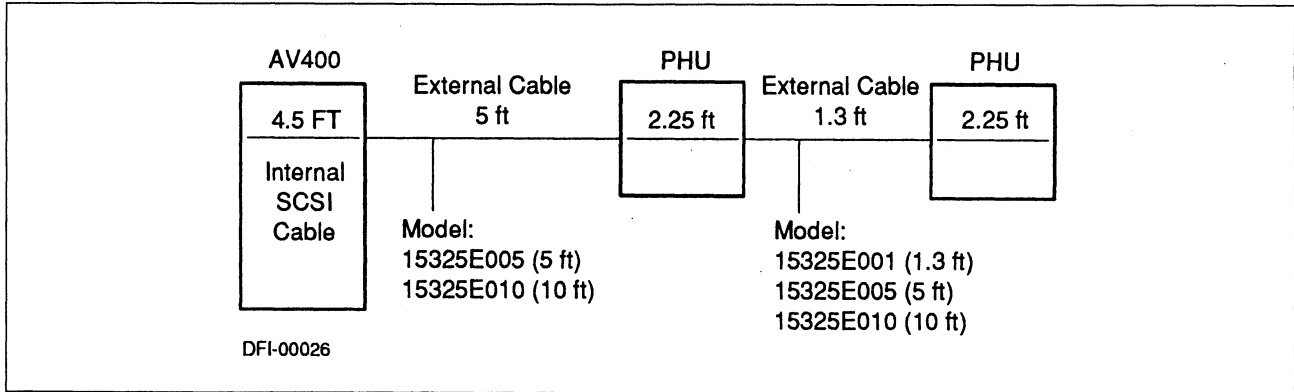 AV400
4.5 FT
Internal
SCSI
Cable
External Cable
5 ft
Model:
15325E005 (5 ft)
15325E010 (10 ft)
PHU
2.25 ft
External Cable
1.3 ft
Model:
15325E001 (1.3 ft)
15325E005 (5 ft)
15325E010 (10 ft)
PHU
2.25 ft
DFI-00026